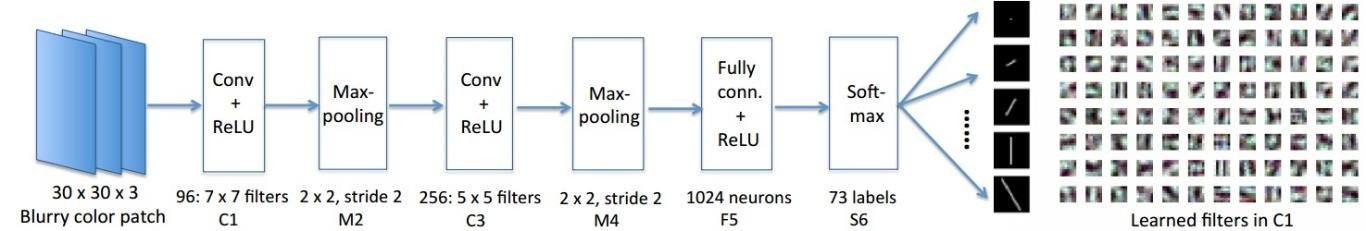 Conv
+
ReLU
Max-
pooling
Conv
+
ReLU
Max-
pooling
Fully
conn.
+
ReLU
Soft-
max
30 x 30 x 3
Blurry color patch
96: 7 x 7 filters
C1
2 x 2, stride 2
M2
256: 5 x 5 filters
C3
2 x 2, stride 2
M4
1024 neurons
F5
73 labels
S6
Learned filters in C1